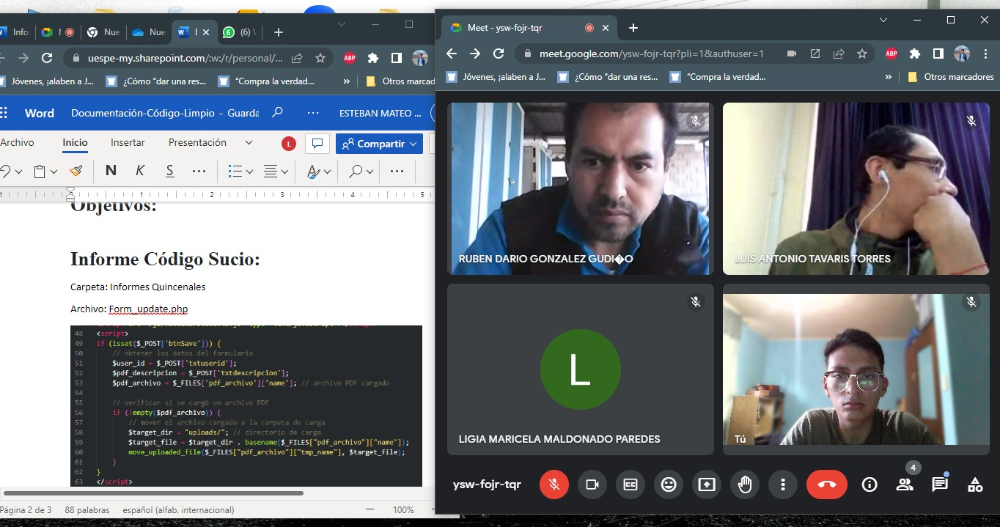 Info
Nue
Nue
(6)
uespe-my.sharepoint.com/:w:/r/personal/...
ABP
Jóvenes, ¡alaben a J...
¿Cómo “dar una res...
“Compra la verdad...
»
Otros marcad
Word
Documentación-Código-Limpio - Guarda
···
ESTEBAN MATEO ...
Archivo
Inicio
Insertar
Presentación
L
Compartir
N
K
S
···
···
1
1
2
3
4
5
Objetivos:
Informe Código Sucio:
Carpeta: Informes Quincenales
Archivo: Form_update.php
48 <script>
49 if (isset($_POST['btnSave'])) {
50 // obtener los datos del formulario
51 $user_id = $_POST['txtuserid'];
52 $pdf_descripcion = $_POST['txtdescripcion'];
53 $pdf_archivo = $_FILES['pdf_archivo']['name']; // archivo PDF cargado
54
55 // verificar si se cargó un archivo PDF
56 if (!empty($pdf_archivo)) {
57 // mover el archivo cargado a la carpeta de carga
58 $target_dir = "uploads/"; // directorio de carga
59 $target_file = $target_dir . basename($_FILES["pdf_archivo"]["name"]);
60 move_uploaded_file($_FILES["pdf_archivo"]["tmp_name"], $target_file);
61 }
62 }
63 </script>
Página 2 de 3
88 palabras
español (alfab. internacional)
100%
Meet - ysw-fojr-tqr
meet.google.com/ysw-fojr-tqr?pli=1&authuser=1
ABP
Jóvenes, ¡alaben a J...
¿Cómo “dar una res...
“Compra la verdad...
»
Otros marcadores
RUBEN DARIO GONZALEZ GUDI�O
LUIS ANTONIO TAVARIS TORRES
L
LIGIA MARICELA MALDONADO PAREDES
Tú
ysw-fojr-tqr
4